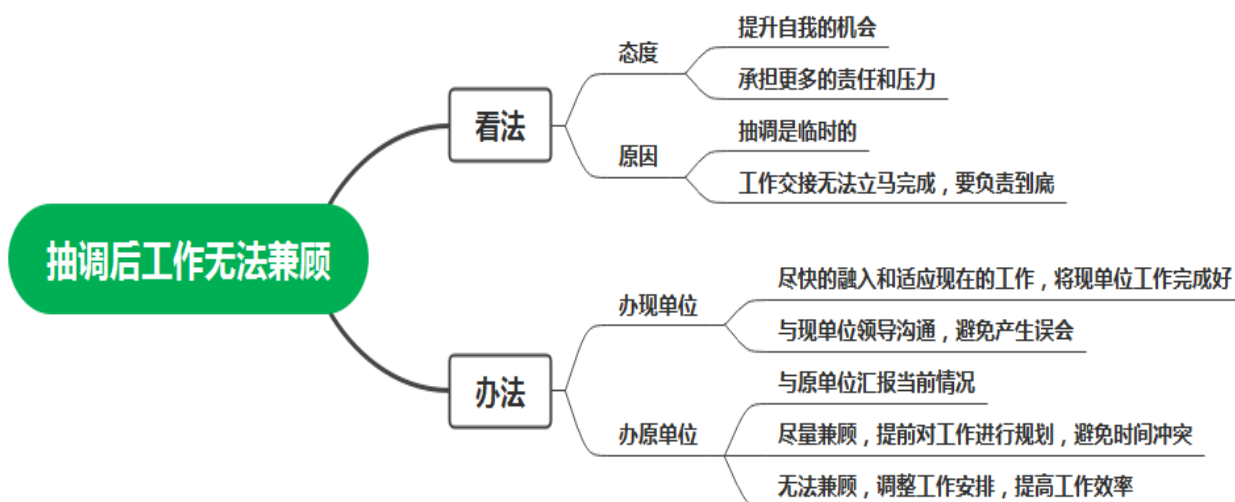 抽调后工作无法兼顾
看法
态度
提升自我的机会
承担更多的责任和压力
原因
抽调是临时的
工作交接无法立马完成，要负责到底
办法
办现单位
尽快的融入和适应现在的工作，将现单位工作完成好
与现单位领导沟通，避免产生误会
办原单位
与原单位汇报当前情况
尽量兼顾，提前对工作进行规划，避免时间冲突
无法兼顾，调整工作安排，提高工作效率